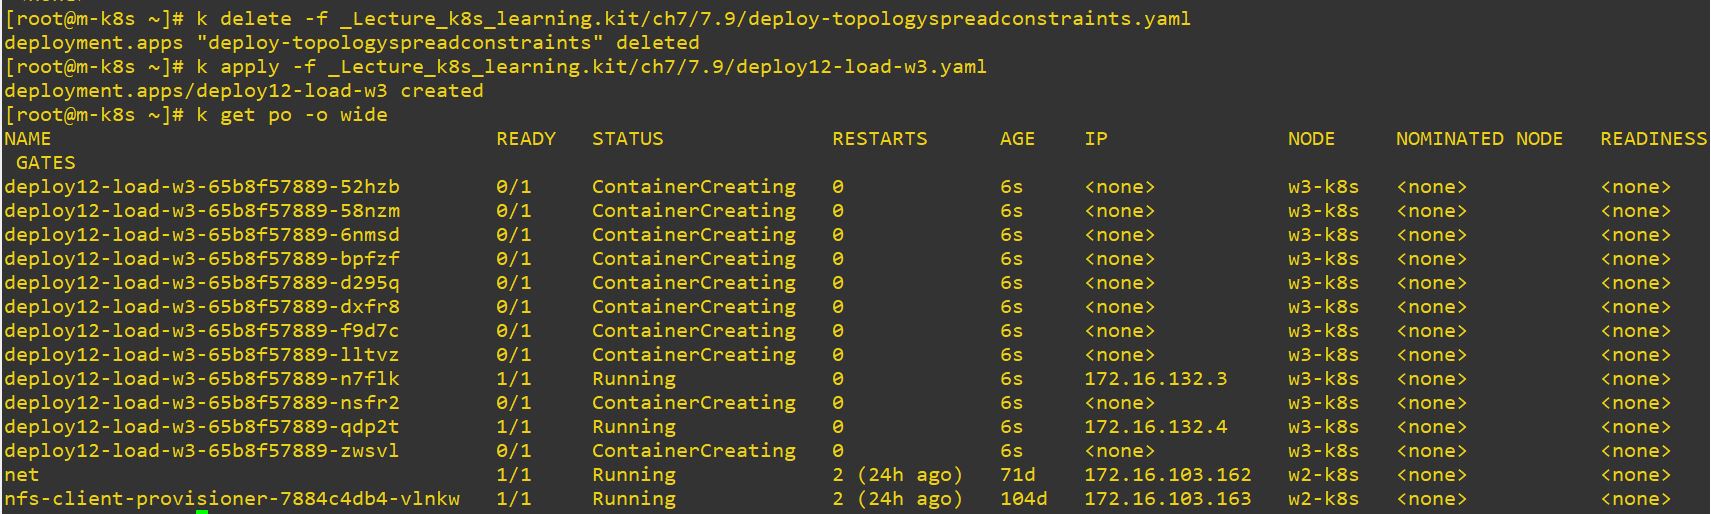 [root@m-k8s ~]# k delete -f _Lecture_k8s_learning.kit/ch7/7.9/deploy-topologyspreadconstraints.yaml
deployment.apps "deploy-topologyspreadconstraints" deleted
[root@m-k8s ~]# k apply -f _Lecture_k8s_learning.kit/ch7/7.9/deploy12-load-w3.yaml
deployment.apps/deploy12-load-w3 created
[root@m-k8s ~]# k get po -o wide
NAME READY STATUS RESTARTS AGE IP NODE NOMINATED NODE READINESS
GATES
deploy12-load-w3-65b8f57889-52hzb 0/1 ContainerCreating 0 6s <none> w3-k8s <none> <none>
deploy12-load-w3-65b8f57889-58nzm 0/1 ContainerCreating 0 6s <none> w3-k8s <none> <none>
deploy12-load-w3-65b8f57889-6nmsd 0/1 ContainerCreating 0 6s <none> w3-k8s <none> <none>
deploy12-load-w3-65b8f57889-bpfzf 0/1 ContainerCreating 0 6s <none> w3-k8s <none> <none>
deploy12-load-w3-65b8f57889-d295q 0/1 ContainerCreating 0 6s <none> w3-k8s <none> <none>
deploy12-load-w3-65b8f57889-dxfr8 0/1 ContainerCreating 0 6s <none> w3-k8s <none> <none>
deploy12-load-w3-65b8f57889-f9d7c 0/1 ContainerCreating 0 6s <none> w3-k8s <none> <none>
deploy12-load-w3-65b8f57889-lltvz 0/1 ContainerCreating 0 6s <none> w3-k8s <none> <none>
deploy12-load-w3-65b8f57889-n7flk 1/1 Running 0 6s 172.16.132.3 w3-k8s <none> <none>
deploy12-load-w3-65b8f57889-nsfr2 0/1 ContainerCreating 0 6s <none> w3-k8s <none> <none>
deploy12-load-w3-65b8f57889-qdp2t 1/1 Running 0 6s 172.16.132.4 w3-k8s <none> <none>
deploy12-load-w3-65b8f57889-zwsvl 0/1 ContainerCreating 0 6s <none> w3-k8s <none> <none>
net 1/1 Running 2 (24h ago) 71d 172.16.103.162 w2-k8s <none> <none>
nfs-client-provisioner-7884c4db4-vlnkw 1/1 Running 2 (24h ago) 104d 172.16.103.163 w2-k8s <none> <none>